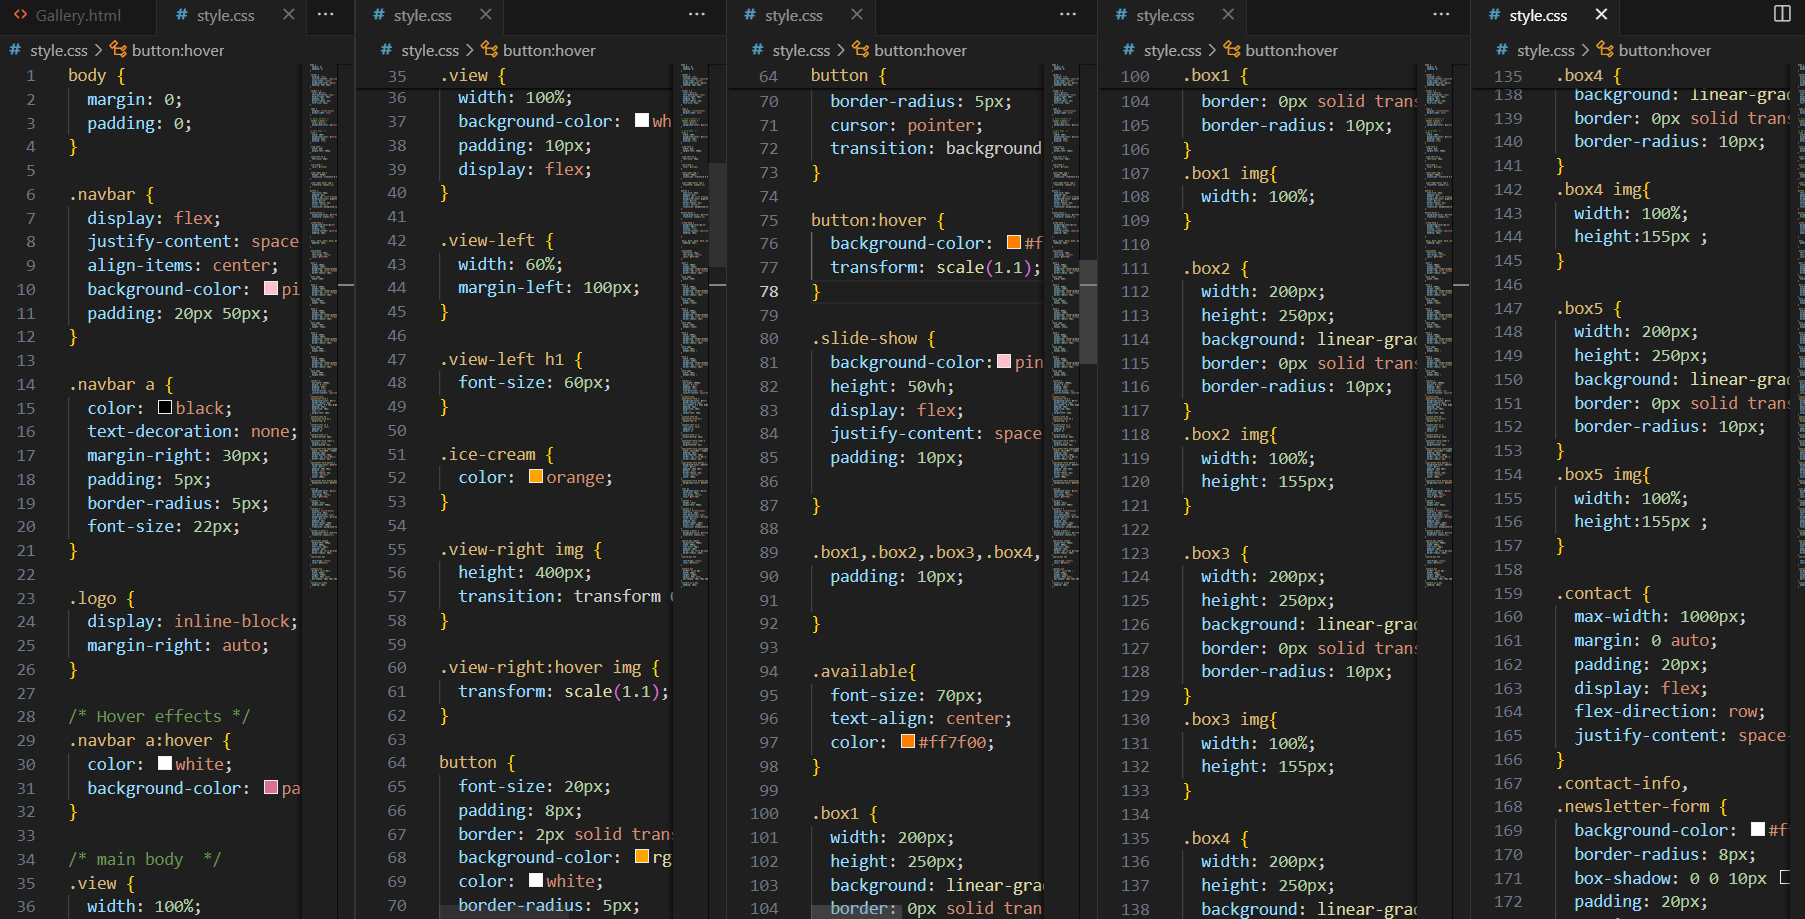 Gallery.html
# style.css
# style.css > button:hover
1 body {
2 margin: 0;
3 padding: 0;
4 }
5
6 .navbar {
7 display: flex;
8 justify-content: space
9 align-items: center;
10 background-color: pi
11 padding: 20px 50px;
12 }
13
14 .navbar a {
15 color: black;
16 text-decoration: none;
17 margin-right: 30px;
18 padding: 5px;
19 border-radius: 5px;
20 font-size: 22px;
21 }
22
23 .logo {
24 display: inline-block;
25 margin-right: auto;
26 }
27
28 /* Hover effects */
29 .navbar a:hover {
30 color: white;
31 background-color: pa
32 }
33
34 /* main body  */
35 .view {
36 width: 100%;
# style.css
# style.css > button:hover
35 .view {
36 width: 100%;
37 background-color: wh
38 padding: 10px;
39 display: flex;
40 }
41
42 .view-left {
43 width: 60%;
44 margin-left: 100px;
45 }
46
47 .view-left h1 {
48 font-size: 60px;
49 }
50
51 .ice-cream {
52 color: orange;
53 }
54
55 .view-right img {
56 height: 400px;
57 transition: transform
58 }
59
60 .view-right:hover img {
61 transform: scale(1.1);
62 }
63
64 button {
65 font-size: 20px;
66 padding: 8px;
67 border: 2px solid tran
68 background-color: rg
69 color: white;
70 border-radius: 5px;
# style.css
# style.css > button:hover
64 button {
70 border-radius: 5px;
71 cursor: pointer;
72 transition: background
73 }
74
75 button:hover {
76 background-color: #f
77 transform: scale(1.1);
78 }
79
80 .slide-show {
81 background-color: pin
82 height: 50vh;
83 display: flex;
84 justify-content: space
85 padding: 10px;
86
87 }
88
89 .box1,.box2,.box3,.box4,
90 padding: 10px;
91
92 }
93
94 .available{
95 font-size: 70px;
96 text-align: center;
97 color: #ff7f00;
98 }
99
100 .box1 {
101 width: 200px;
102 height: 250px;
103 background: linear-gra
104 border: 0px solid tran
# style.css
# style.css > button:hover
100 .box1 {
104 border: 0px solid tran
105 border-radius: 10px;
106 }
107 .box1 img{
108 width: 100%;
109 }
110
111 .box2 {
112 width: 200px;
113 height: 250px;
114 background: linear-gra
115 border: 0px solid tran
116 border-radius: 10px;
117 }
118 .box2 img{
119 width: 100%;
120 height: 155px;
121 }
122
123 .box3 {
124 width: 200px;
125 height: 250px;
126 background: linear-gra
127 border: 0px solid tran
128 border-radius: 10px;
129 }
130 .box3 img{
131 width: 100%;
132 height: 155px;
133 }
134
135 .box4 {
136 width: 200px;
137 height: 250px;
138 background: linear-gra
# style.css
# style.css > button:hover
135 .box4 {
138 background: linear-gra
139 border: 0px solid tran
140 border-radius: 10px;
141 }
142 .box4 img{
143 width: 100%;
144 height:155px ;
145 }
146
147 .box5 {
148 width: 200px;
149 height: 250px;
150 background: linear-gra
151 border: 0px solid tran
152 border-radius: 10px;
153 }
154 .box5 img{
155 width: 100%;
156 height:155px ;
157 }
158
159 .contact {
160 max-width: 1000px;
161 margin: 0 auto;
162 padding: 20px;
163 display: flex;
164 flex-direction: row;
165 justify-content: space-
166 }
167 .contact-info,
168 .newsletter-form {
169 background-color: #f
170 border-radius: 8px;
171 box-shadow: 0 0 10px
172 padding: 20px;